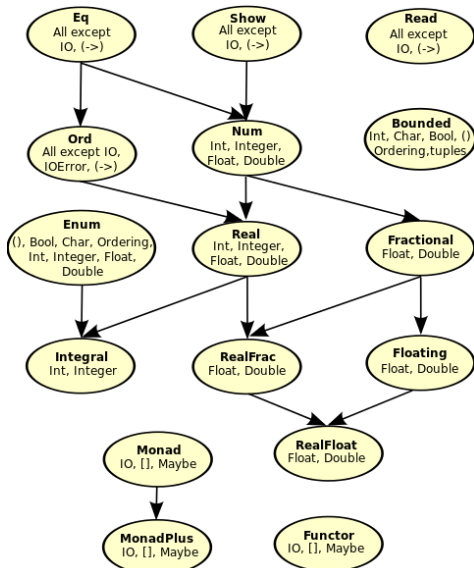 Eq
All except
IO, (->)
Show
All except
IO, (->)
Read
All except
IO, (->)
Ord
All except IO,
IOError, (->)
Num
Int, Integer,
Float, Double
Bounded
Int, Char, Bool, ()
Ordering,tuples
Enum
(), Bool, Char, Ordering,
Int, Integer, Float,
Double
Real
Int, Integer,
Float, Double
Fractional
Float, Double
Integral
Int, Integer
RealFrac
Float, Double
Floating
Float, Double
Monad
IO, [], Maybe
RealFloat
Float, Double
MonadPlus
IO, [], Maybe
Functor
IO, [], Maybe